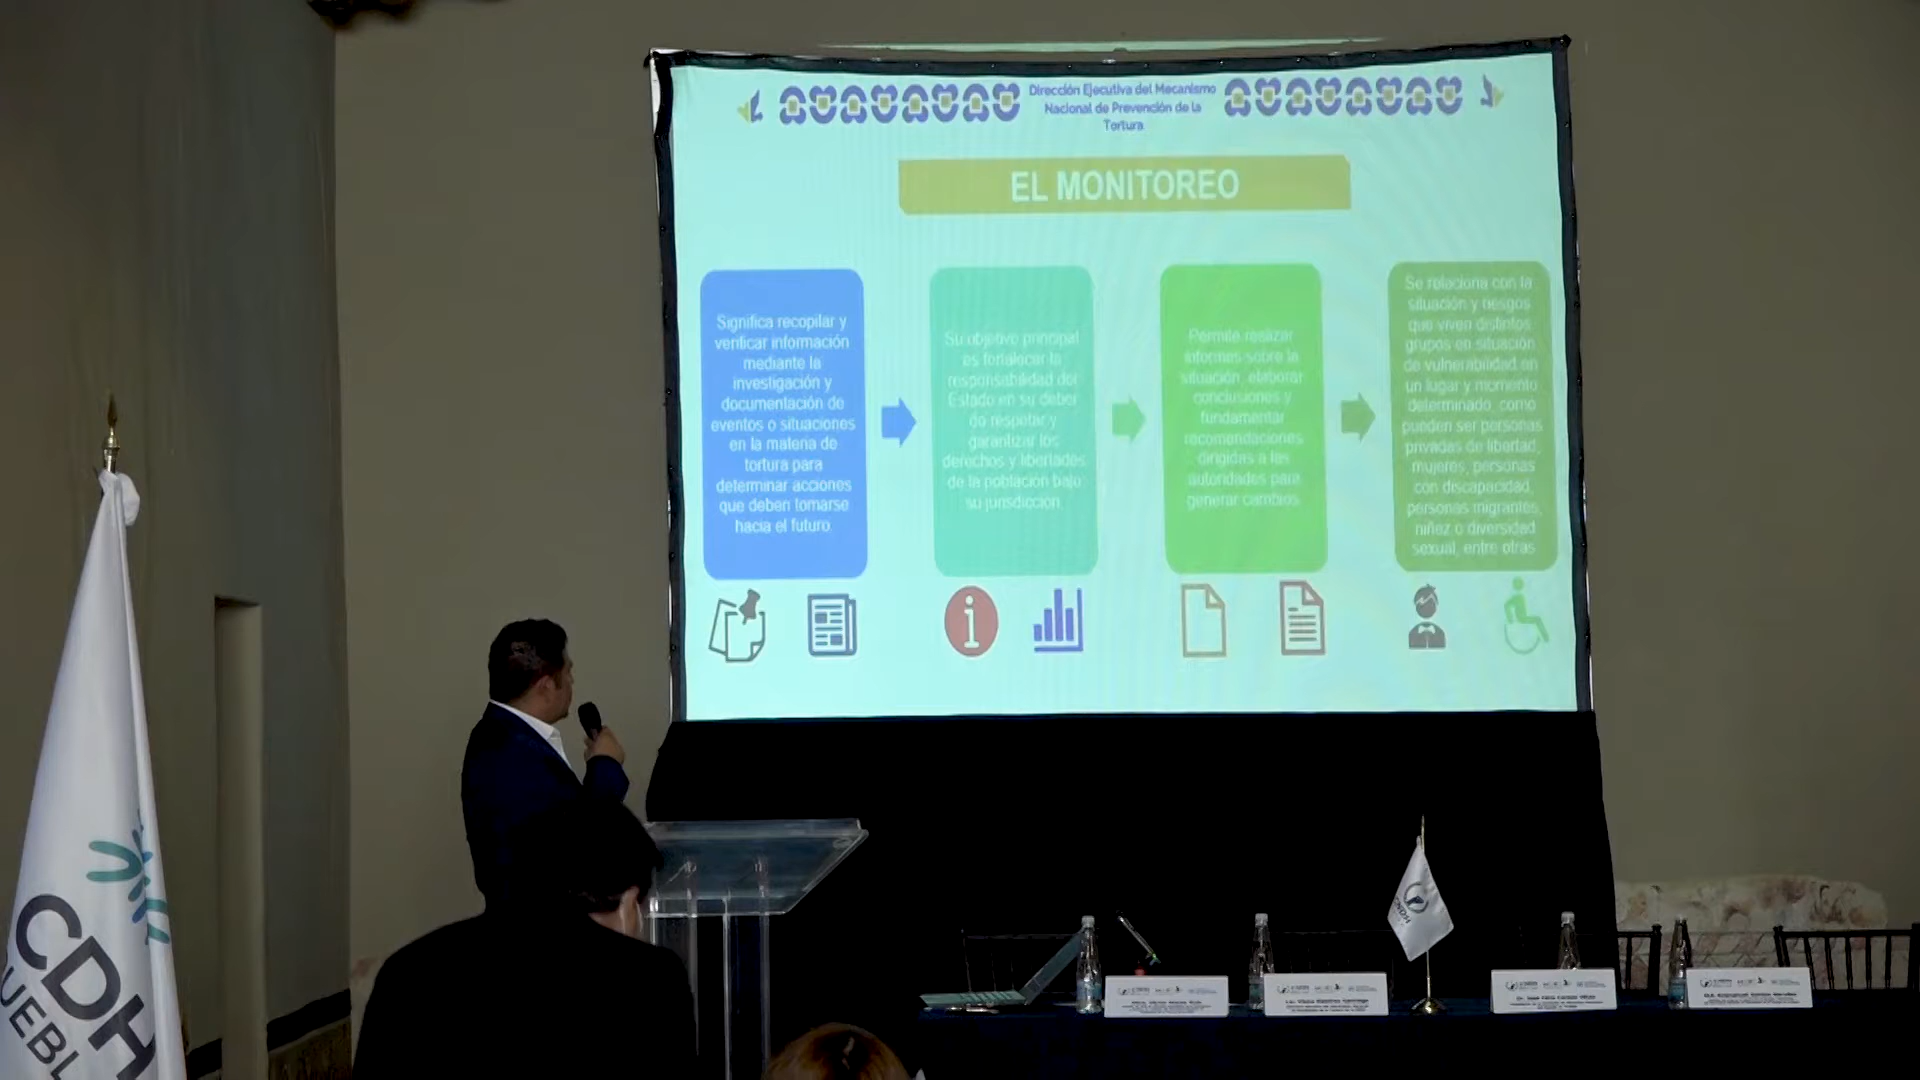 Dirección Ejecutiva del Mecanismo
Nacional de Prevención de la
Tortura
EL MONITOREO
Significa recopilar y
verificar información
mediante la
investigación y
documentación de
eventos o situaciones
en la materia de
tortura para
determinar acciones
que deben tomarse
hacia el futuro.
Su objetivo principal
es fortalecer la
responsabilidad del
Estado en su deber
de respetar y
garantizar los
derechos y libertades
de la población bajo
su jurisdicción.
Permite realizar
informes sobre la
situación, elaborar
conclusiones y
fundamentar
recomendaciones
dirigidas a las
autoridades para
generar cambios.
Se relaciona con la
situación y riesgos
que viven distintos
grupos en situación
de vulnerabilidad en
un lugar y momento
determinado, como
pueden ser personas
privadas de libertad,
mujeres, personas
con discapacidad,
personas migrantes,
niñez o diversidad
sexual, entre otras
CDH
UEBL